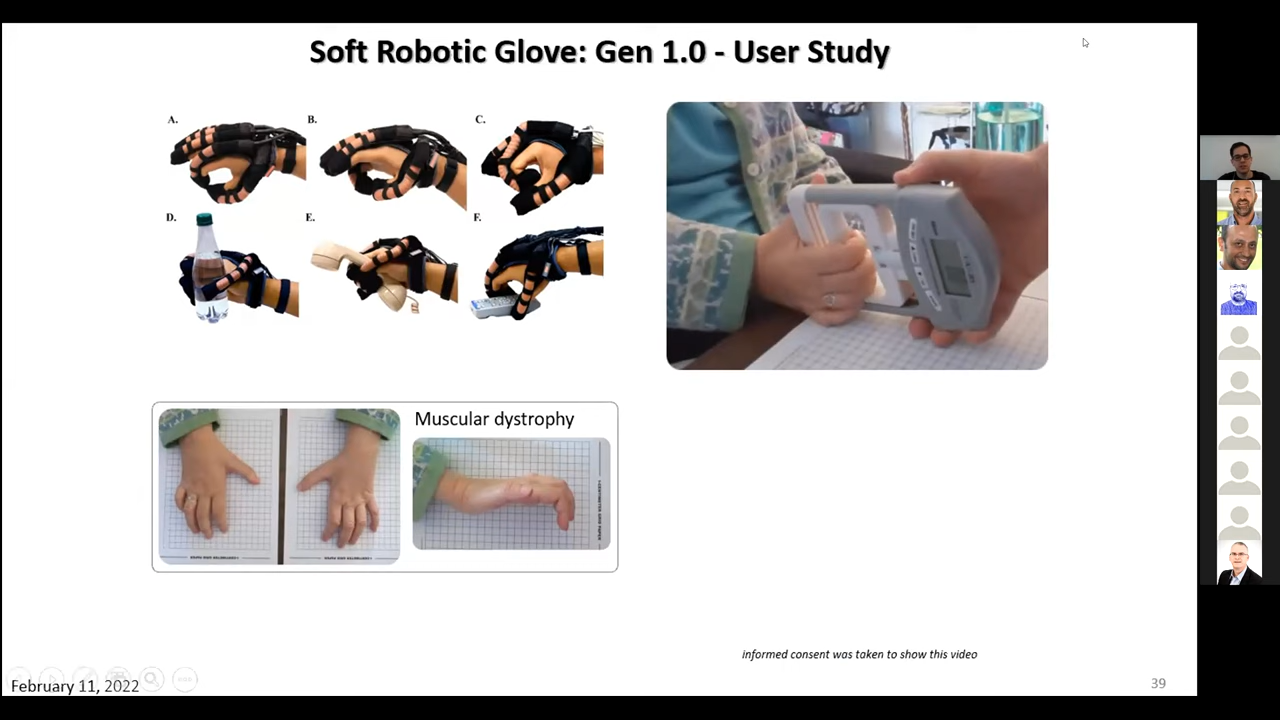 Soft Robotic Glove: Gen 1.0 - User Study
A.
B.
C.
D.
E.
F.
Muscular dystrophy
informed consent was taken to show this video
February 11, 2022
39